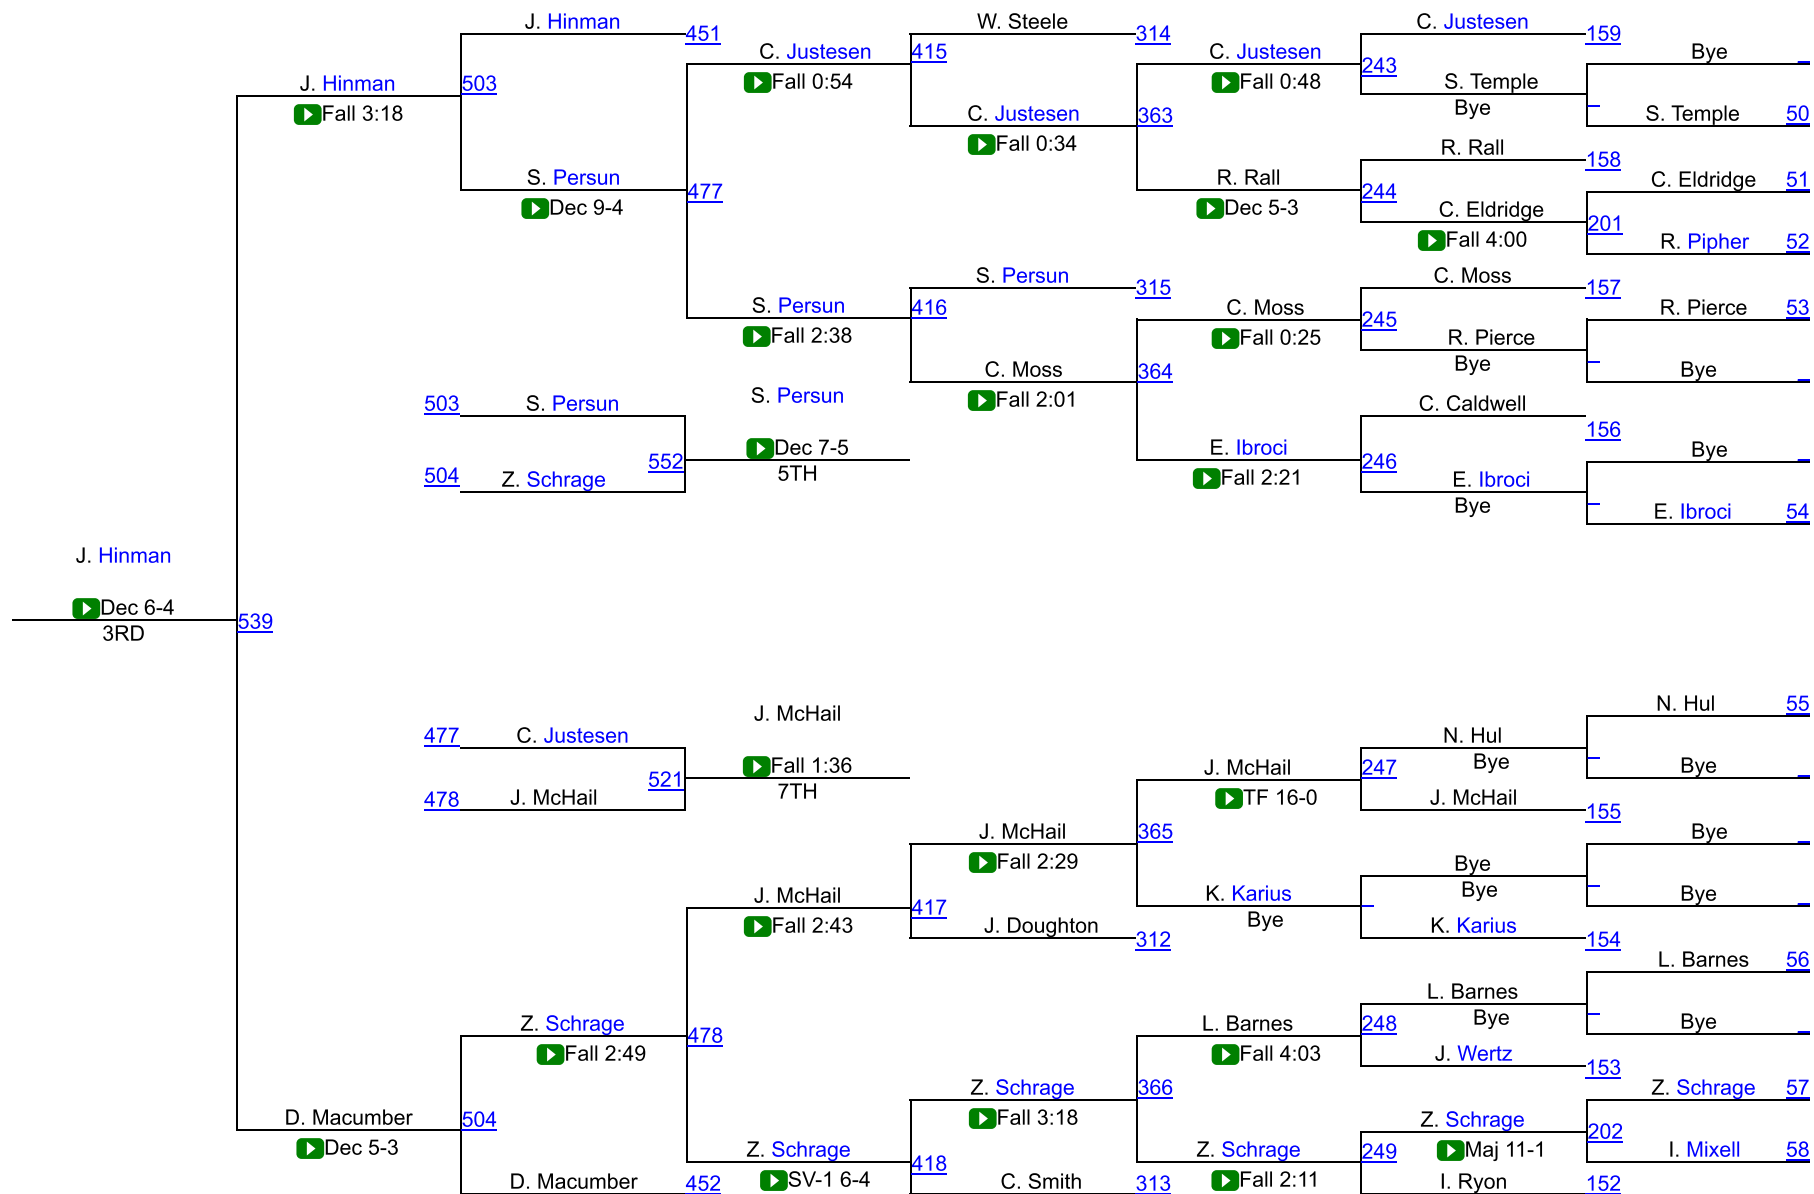 J. Hinman
451
W. Steele
314
C. Justesen
159
C. Justesen
415
C. Justesen
243
Bye
Fall 0:54
Fall 0:48
S. Temple
Bye
J. Hinman
503
Fall 3:18
C. Justesen
363
S. Temple
50
Fall 0:34
R. Rall
158
S. Persun
477
R. Rall
244
C. Eldridge
51
Dec 9-4
Dec 5-3
C. Eldridge
201
Fall 4:00
R. Pipher
52
S. Persun
315
C. Moss
157
S. Persun
416
C. Moss
245
R. Pierce
53
Fall 2:38
Fall 0:25
R. Pierce
Bye
C. Moss
364
Bye
Fall 2:01
S. Persun
503
S. Persun
C. Caldwell
156
Dec 7-5
552
5TH
E. Ibroci
246
Bye
504
Z. Schrage
Fall 2:21
E. Ibroci
Bye
E. Ibroci
54
J. Hinman
Dec 6-4
539
3RD
N. Hul
55
J. McHail
477
C. Justesen
N. Hul
Bye
Fall 1:36
521
7TH
J. McHail
247
Bye
478
J. McHail
TF 16-0
J. McHail
155
J. McHail
365
Bye
Fall 2:29
Bye
Bye
J. McHail
417
K. Karius
Bye
Bye
Fall 2:43
J. Doughton
312
K. Karius
154
L. Barnes
56
L. Barnes
Bye
Z. Schrage
478
L. Barnes
248
Bye
Fall 2:49
Fall 4:03
J. Wertz
153
Z. Schrage
366
Z. Schrage
57
Fall 3:18
D. Macumber
504
Z. Schrage
202
Dec 5-3
Maj 11-1
Z. Schrage
418
Z. Schrage
249
I. Mixell
58
SV-1 6-4
Fall 2:11
D. Macumber
452
C. Smith
313
I. Ryon
152